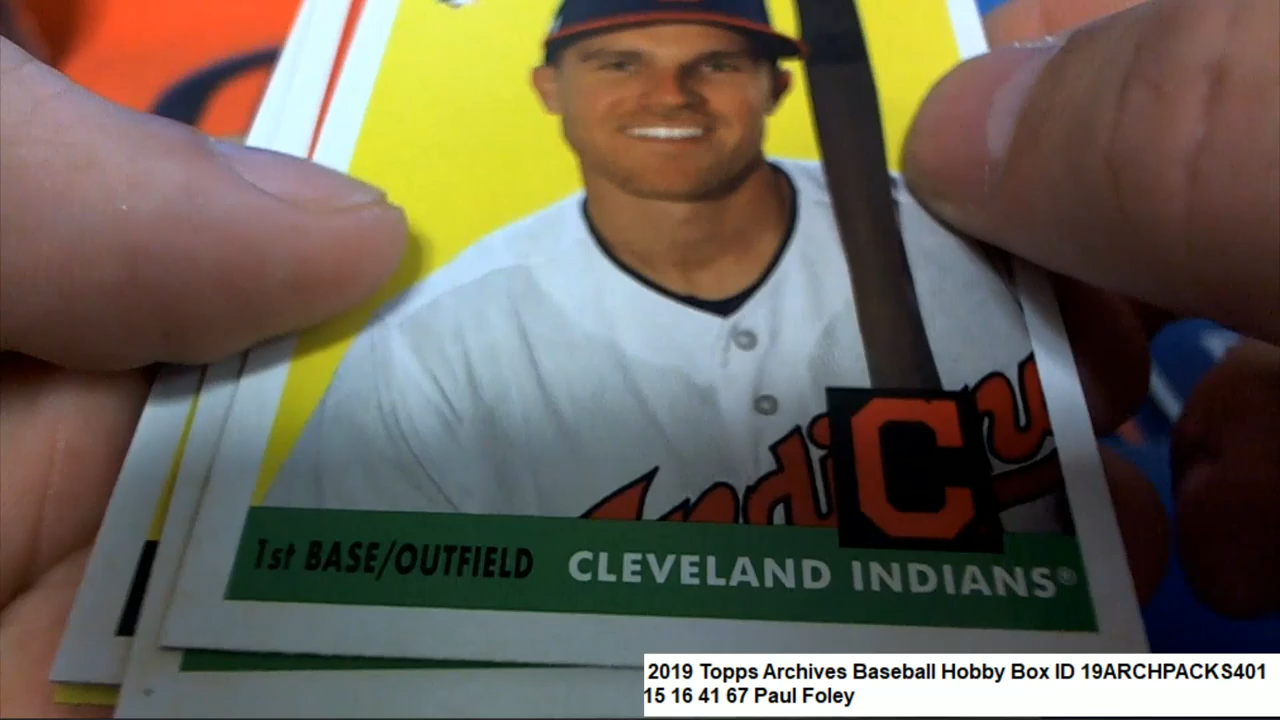 Indi
C
1st BASE/OUTFIELD CLEVELAND INDIANS®
2019 Topps Archives Baseball Hobby Box ID 19ARCHPACKS401
15 16 41 67 Paul Foley